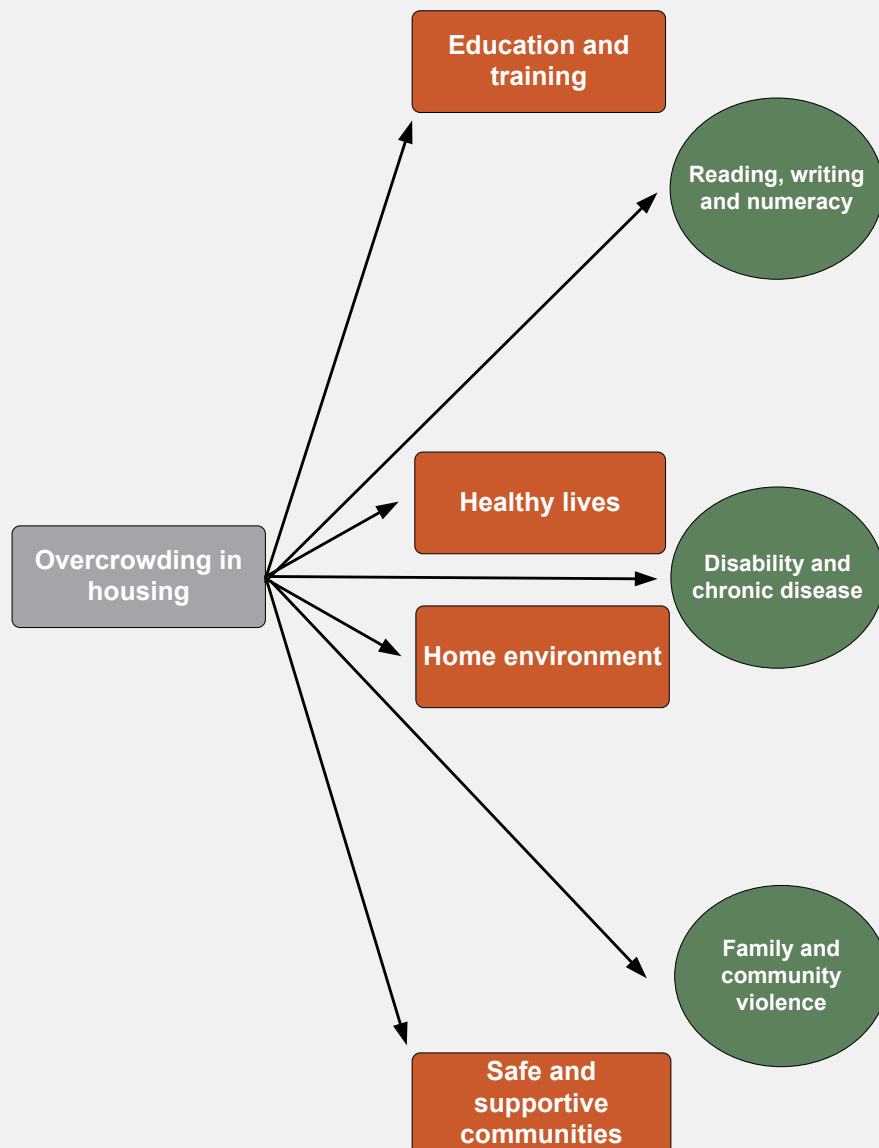 Education and
training
Reading, writing
and numeracy
Healthy lives
Overcrowding in
housing
Disability and
chronic disease
Home environment
Family and
community
violence
Safe and
supportive
communities